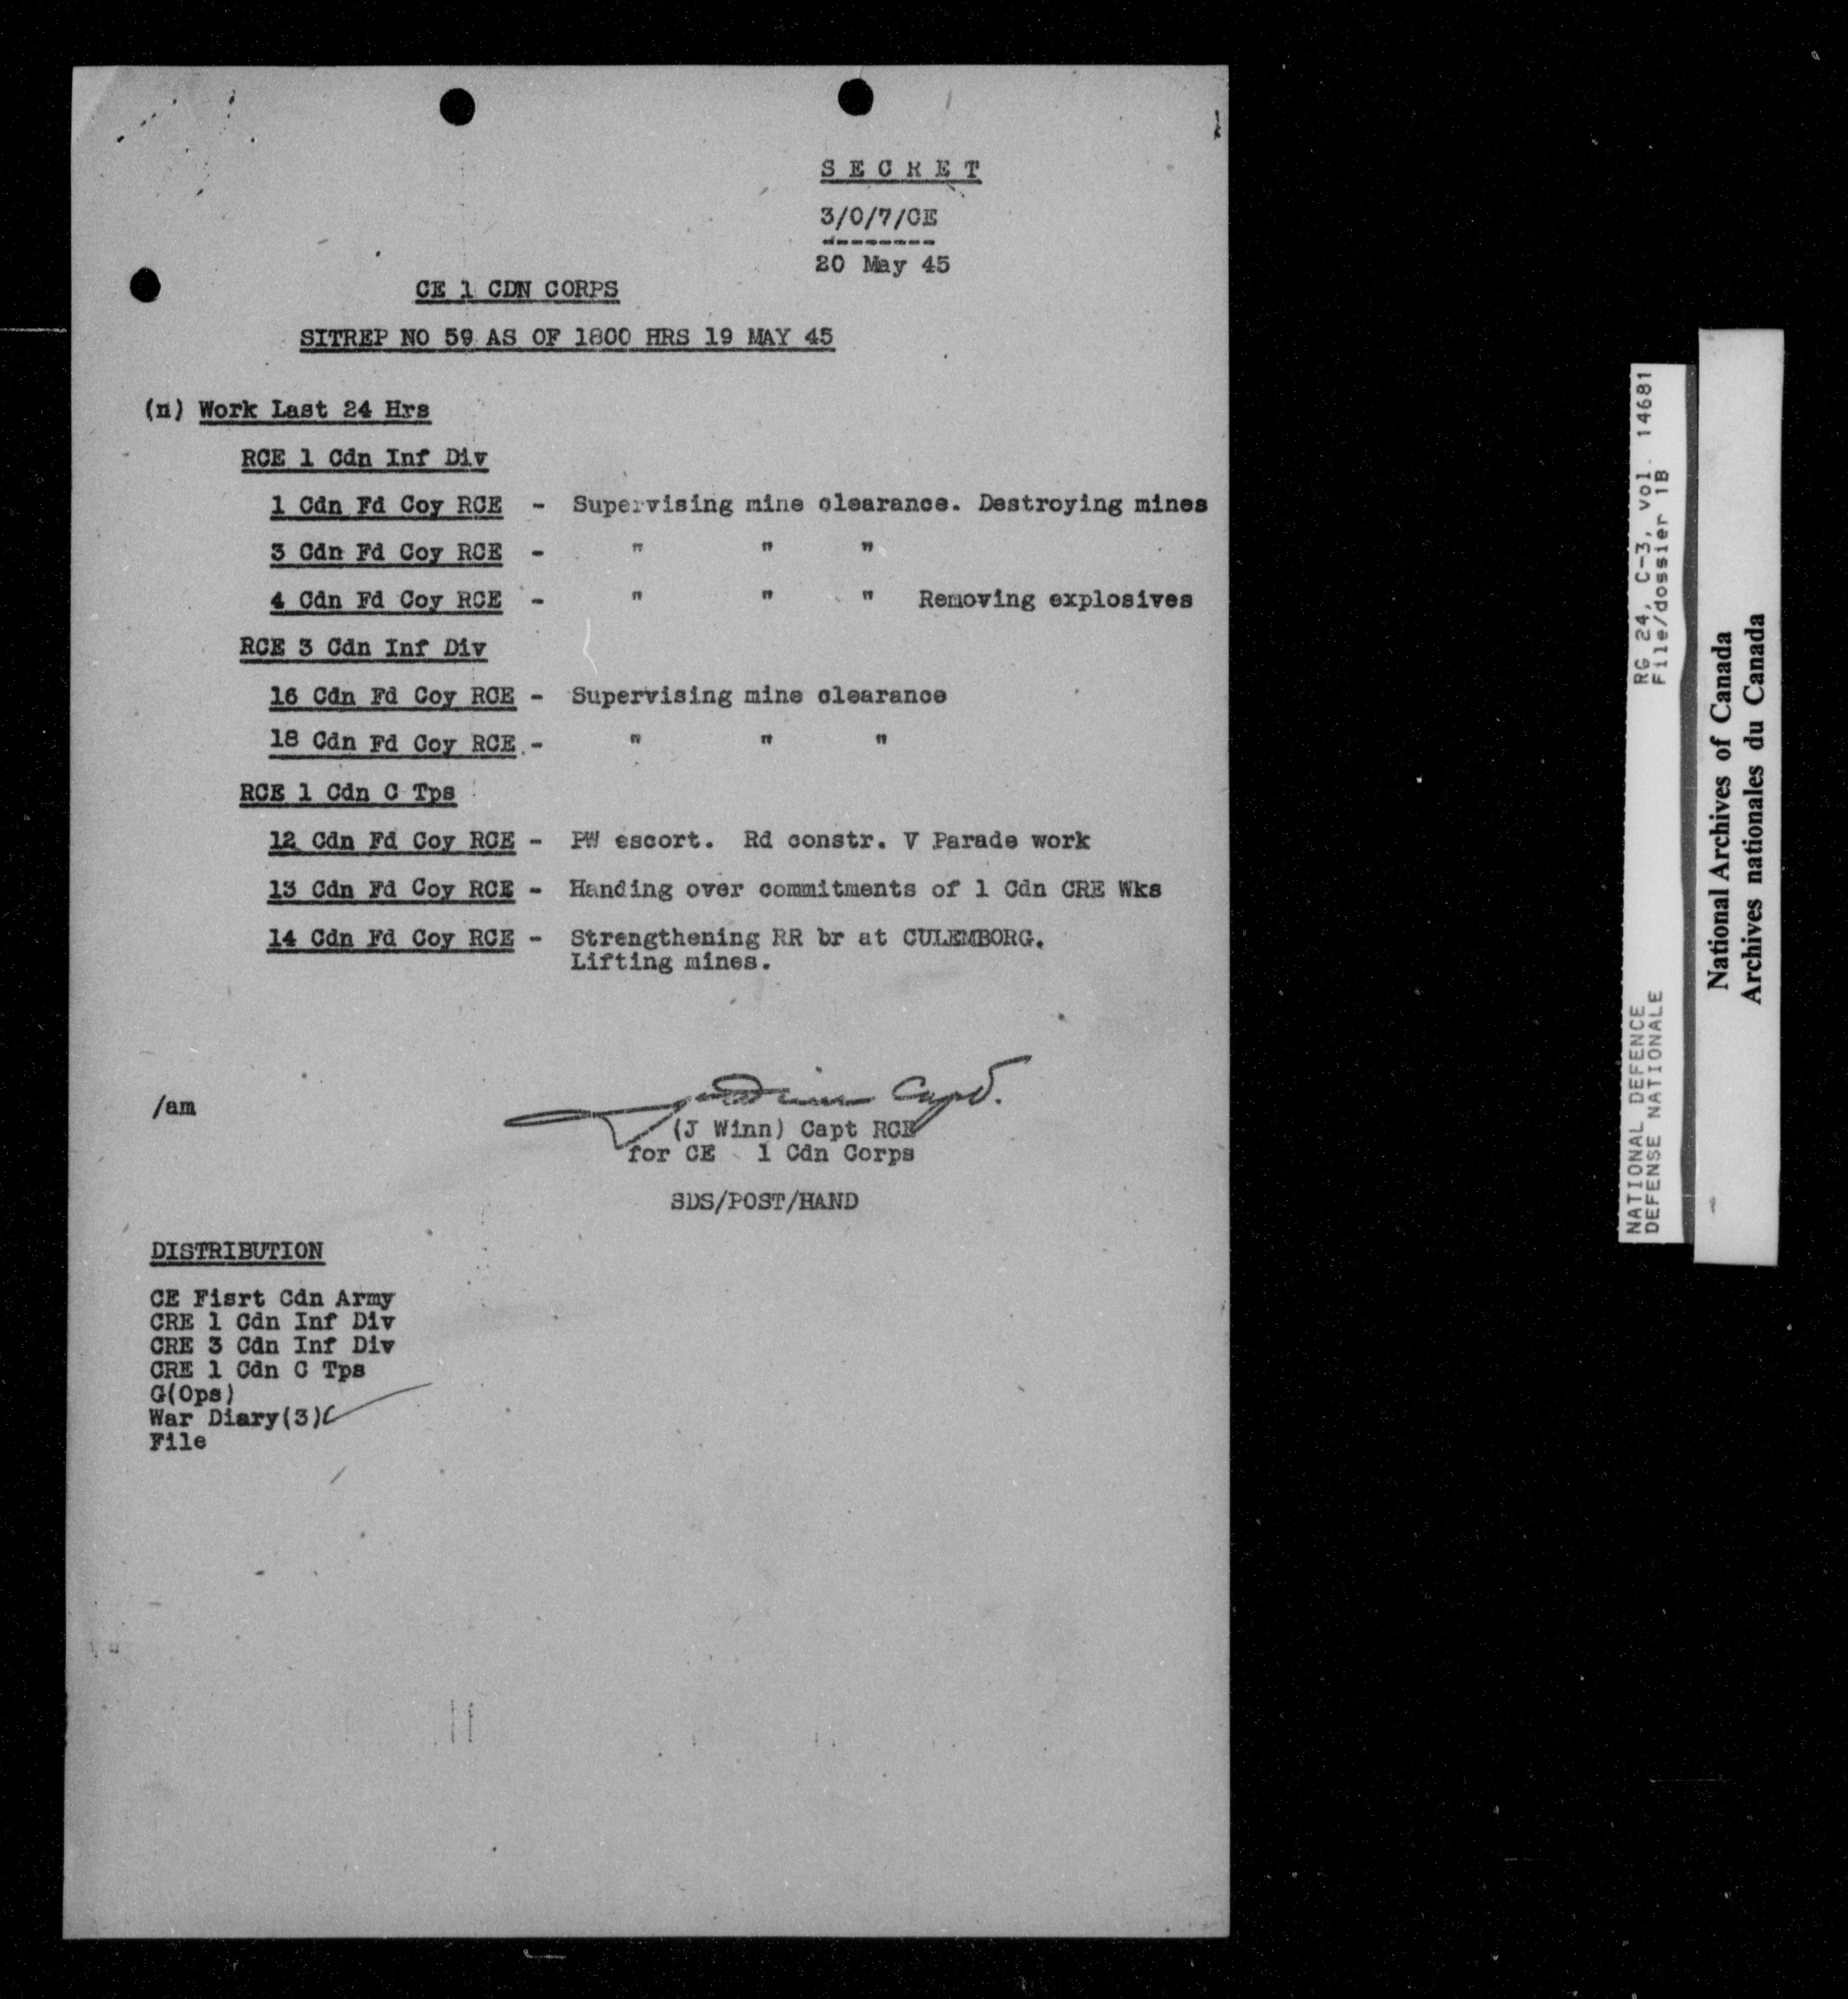 S E C R E T
3/0/7/CE
--------
20 May 45
CE 1 CDN CORPS
SITREP NO 59 AS OF 1800 HRS 19 MAY 45
(n) Work Last 24 Hrs
RCE 1 Cdn Inf Div
1 Cdn Fd Coy RCE - Supervising mine clearance. Destroying mines
3 Cdn Fd Coy RCE - " " "
4 Cdn Fd Coy RCE - " " " Removing explosives
RCE 3 Cdn Inf Div
16 Cdn Fd Coy RCE - Supervising mine clearance
18 Cdn Fd Coy RCE - " " "
RCE 1 Cdn C Tps
12 Cdn Fd Coy RCE - PW escort. Rd constr. V Parade work
13 Cdn Fd Coy RCE - Handing over commitments of 1 Cdn CRE Wks
14 Cdn Fd Coy RCE - Strengthening RR br at CULEMBORG.
Lifting mines.
/am
Capt.
(J Winn) Capt RCE
for CE 1 Cdn Corps
SDS/POST/HAND
DISTRIBUTION
CE Fisrt Cdn Army
CRE 1 Cdn Inf Div
CRE 3 Cdn Inf Div
CRE 1 Cdn C Tps
G(Ops)
War Diary(3)
File
NATIONAL DEFENCE RG 24, C-3, vol. 14681
DEFENSE NATIONALE File/dossier 1B
National Archives of Canada
Archives nationales du Canada